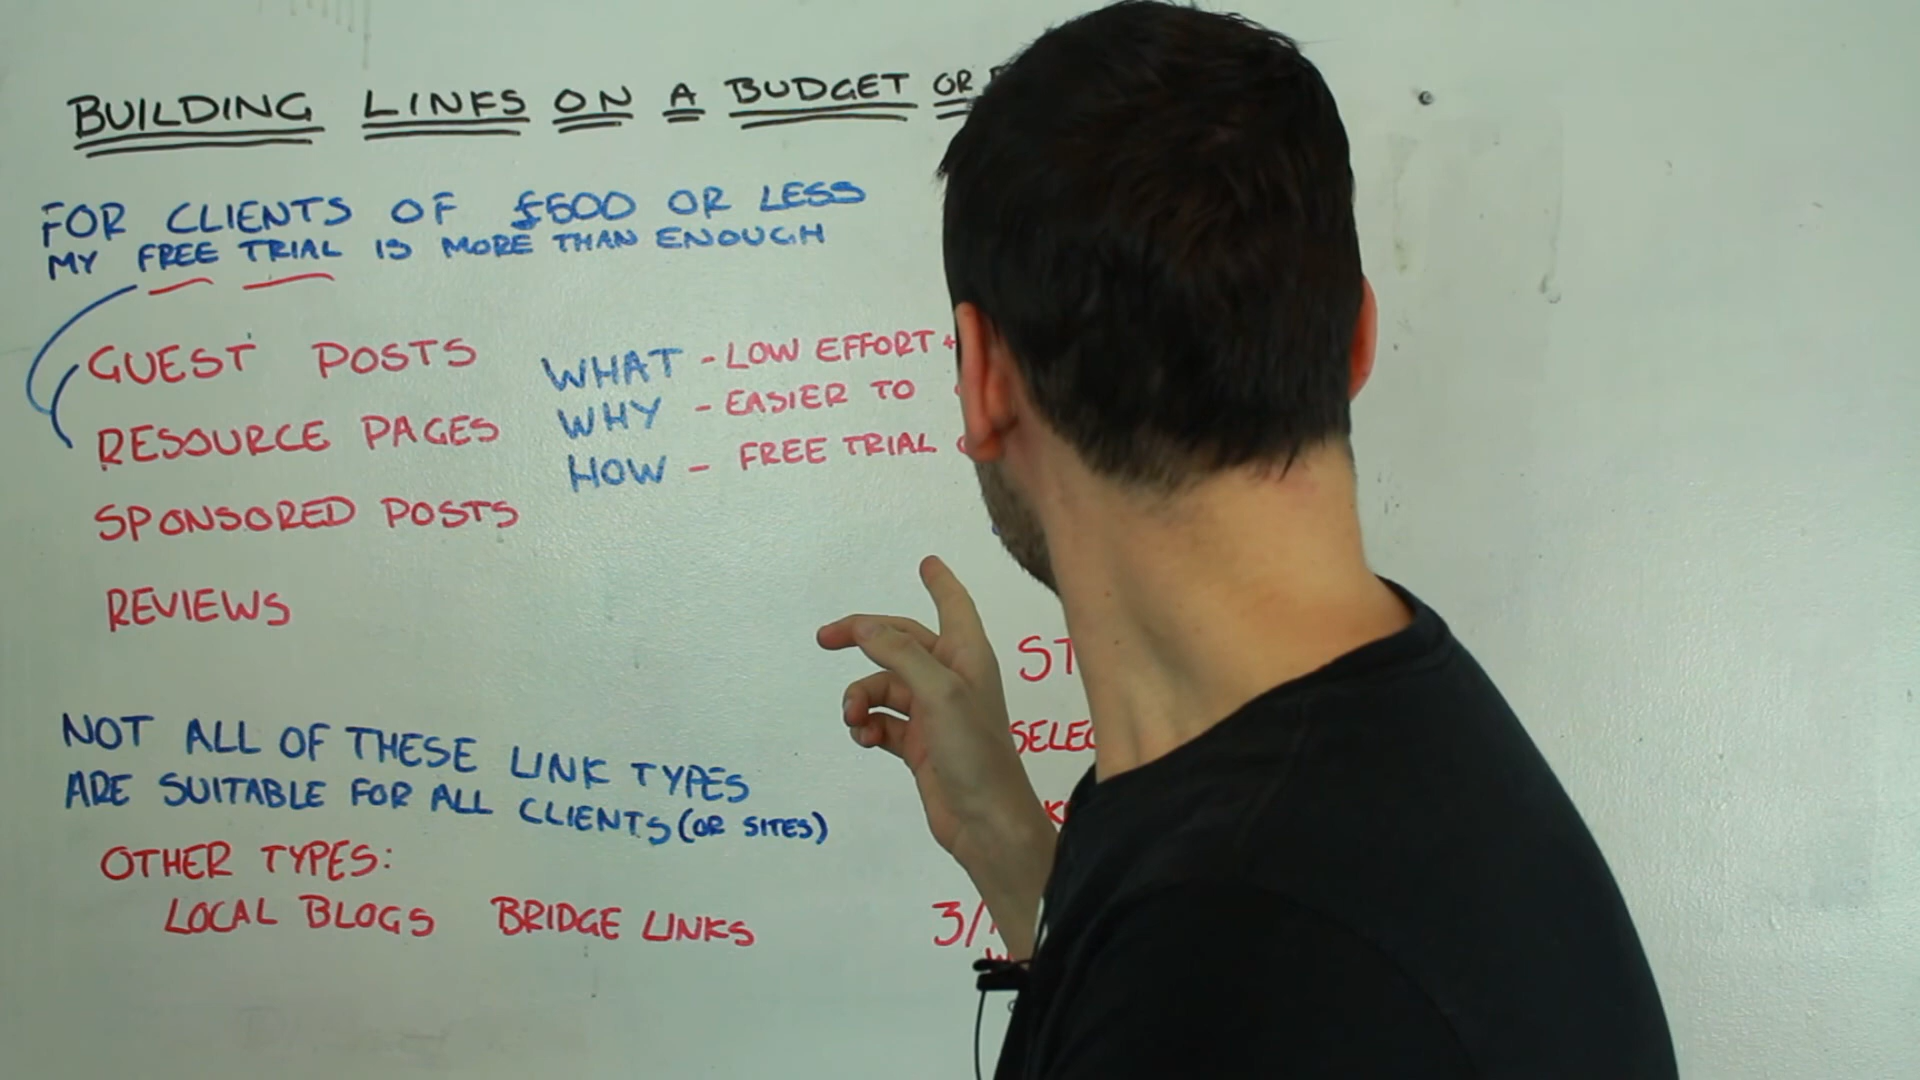 BUILDING LINKS ON A BUDGET OR
FOR CLIENTS OF £500 OR LESS
MY FREE TRIAL IS MORE THAN ENOUGH
GUEST POSTS
RESOURCE PAGES
SPONSORED POSTS
REVIEWS
WHAT - LOW EFFORT +
WHY - EASIER TO
HOW - FREE TRIAL
NOT ALL OF THESE LINK TYPES
ARE SUITABLE FOR ALL CLIENTS (OR SITES)
OTHER TYPES:
LOCAL BLOGS BRIDGE LINKS
ST
SELEC
3/